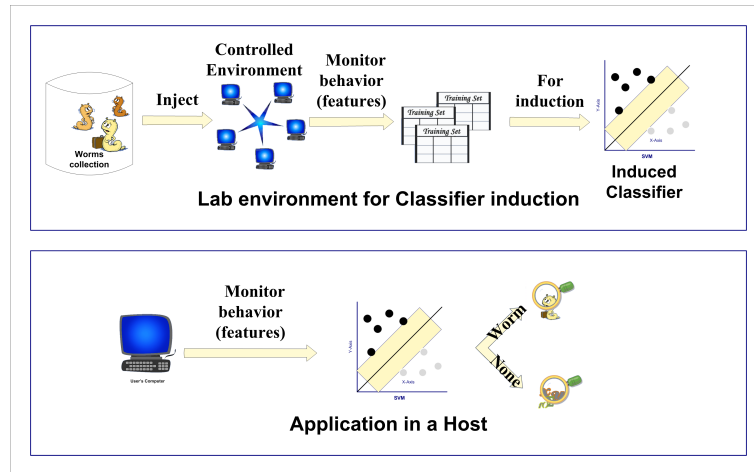 Controlled
Environment
Monitor
behavior
(features)
Inject
For
induction
Training Set
Training Set
Training Set
Worms
collection
Y-Axis
X-Axis
SVM
Induced
Classifier
Lab environment for Classifier induction
Monitor
behavior
(features)
User's Computer
Y-Axis
X-Axis
SVM
Worm
None
Application in a Host